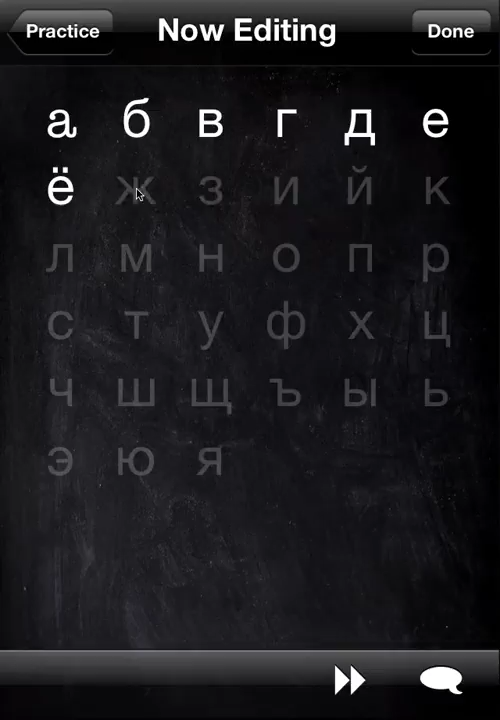 Practice Now Editing Done
а б в г д е
ё ж з и й к
л м н о п р
с т у ф х ц
ч ш щ ъ ы ь
э ю я